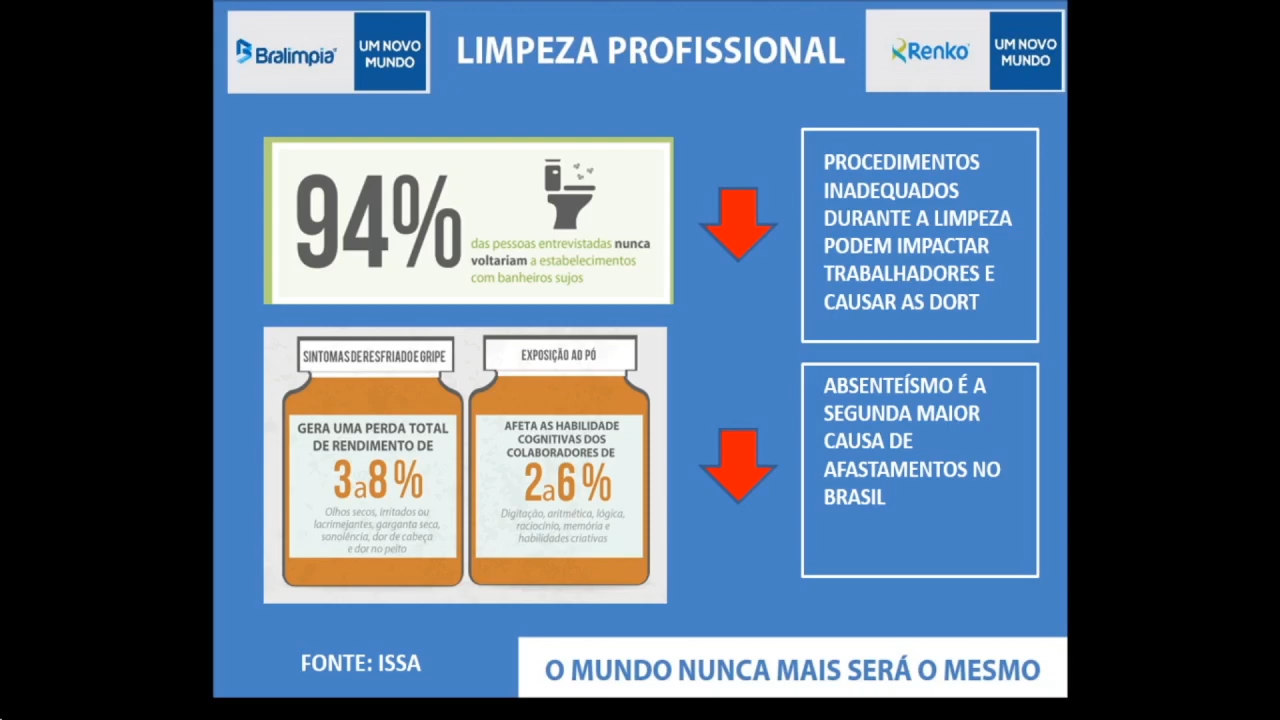 Bralimpia
UM NOVO
MUNDO
LIMPEZA PROFISSIONAL
Renko
UM NOVO
MUNDO
94%
das pessoas entrevistadas nunca
voltariam a estabelecimentos
com banheiros sujos
PROCEDIMENTOS
INADEQUADOS
DURANTE A LIMPEZA
PODEM IMPACTAR
TRABALHADORES E
CAUSAR AS DORT
SINTOMAS DE RESFRIADO E GRIPE
GERA UMA PERDA TOTAL
DE RENDIMENTO DE
3 a 8 %
Olhos secos, irritados ou
lacrimejantes, garganta seca,
sonolência, dor de cabeça
e dor no peito
EXPOSIÇÃO AO PÓ
AFETA AS HABILIDADE
COGNITIVAS DOS
COLABORADORES DE
2 a 6 %
Digitação, aritmética, lógica,
raciocínio, memória e
habilidades criativas
ABSENTEÍSMO É A
SEGUNDA MAIOR
CAUSA DE
AFASTAMENTOS NO
BRASIL
FONTE: ISSA
O MUNDO NUNCA MAIS SERÁ O MESMO